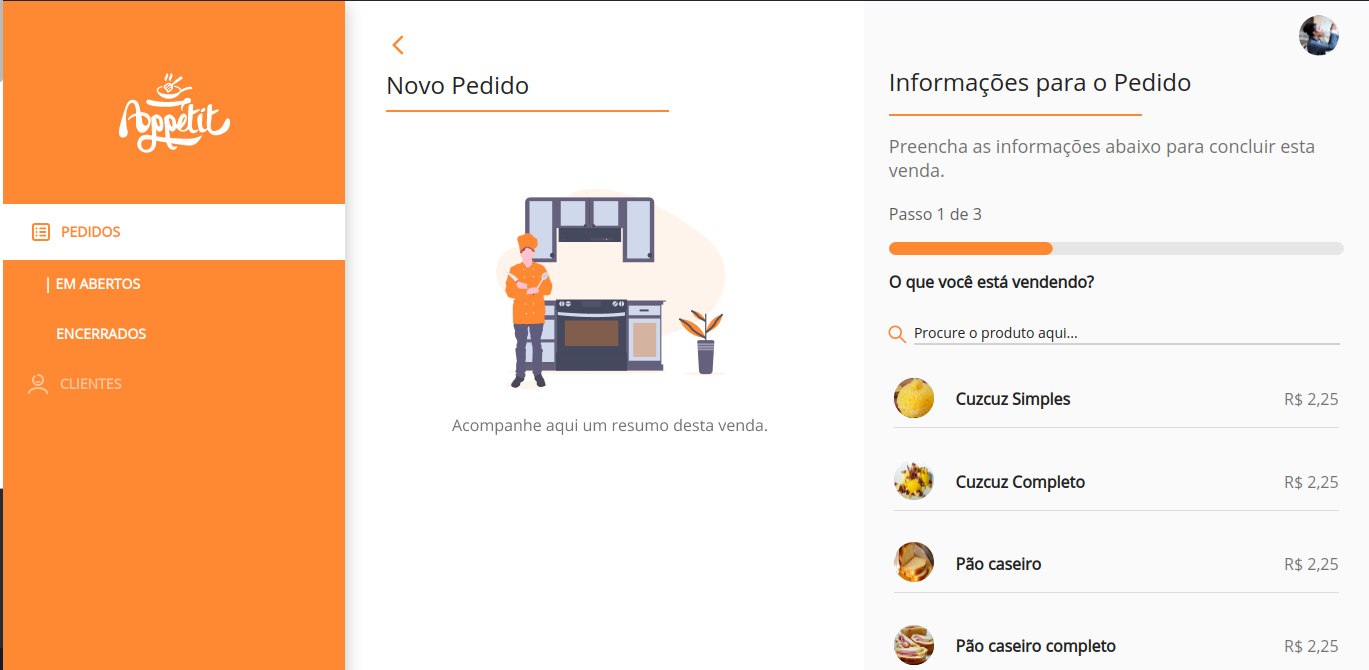 Appetit
PEDIDOS
| EM ABERTOS
ENCERRADOS
CLIENTES
Novo Pedido
Acompanhe aqui um resumo desta venda.
Informações para o Pedido
Preencha as informações abaixo para concluir esta
venda.
Passo 1 de 3
O que você está vendendo?
Procure o produto aqui...
Cuzcuz Simples R$ 2,25
Cuzcuz Completo R$ 2,25
Pão caseiro R$ 2,25
Pão caseiro completo R$ 2,25